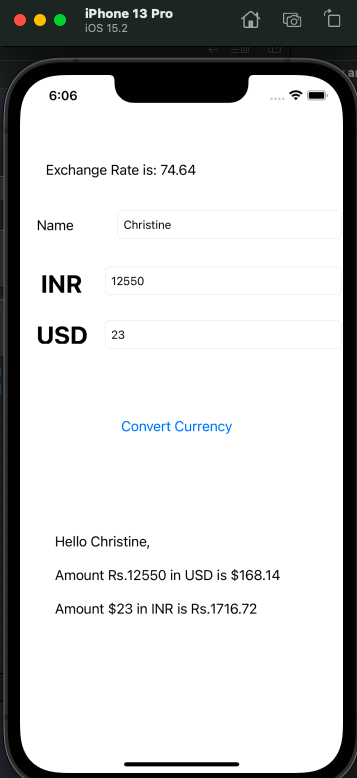 iPhone 13 Pro
iOS 15.2
6:06
Exchange Rate is: 74.64
Name Christine
INR 12550
USD 23
Convert Currency
Hello Christine,
Amount Rs.12550 in USD is $168.14
Amount $23 in INR is Rs.1716.72